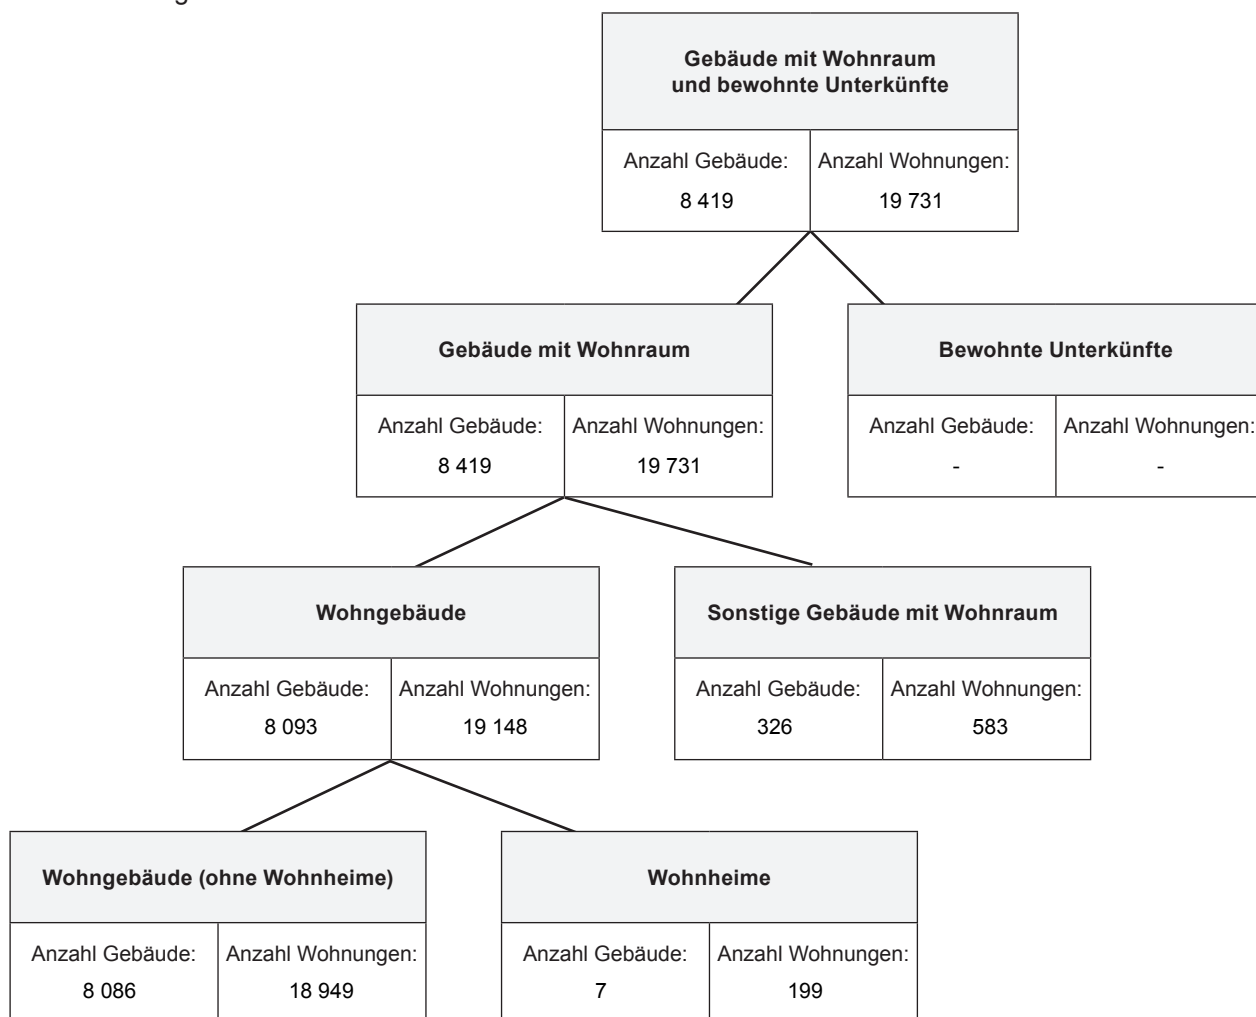 Gebäude mit Wohnraum
und bewohnte Unterkünfte
Anzahl Gebäude:
Anzahl Wohnungen:
8 419
19 731
Gebäude mit Wohnraum
Anzahl Gebäude:
Anzahl Wohnungen:
8 419
19 731
Bewohnte Unterkünfte
Anzahl Gebäude:
Anzahl Wohnungen:
-
-
Wohngebäude
Anzahl Gebäude:
Anzahl Wohnungen:
8 093
19 148
Sonstige Gebäude mit Wohnraum
Anzahl Gebäude:
Anzahl Wohnungen:
326
583
Wohngebäude (ohne Wohnheime)
Anzahl Gebäude:
Anzahl Wohnungen:
8 086
18 949
Wohnheime
Anzahl Gebäude:
Anzahl Wohnungen:
7
199